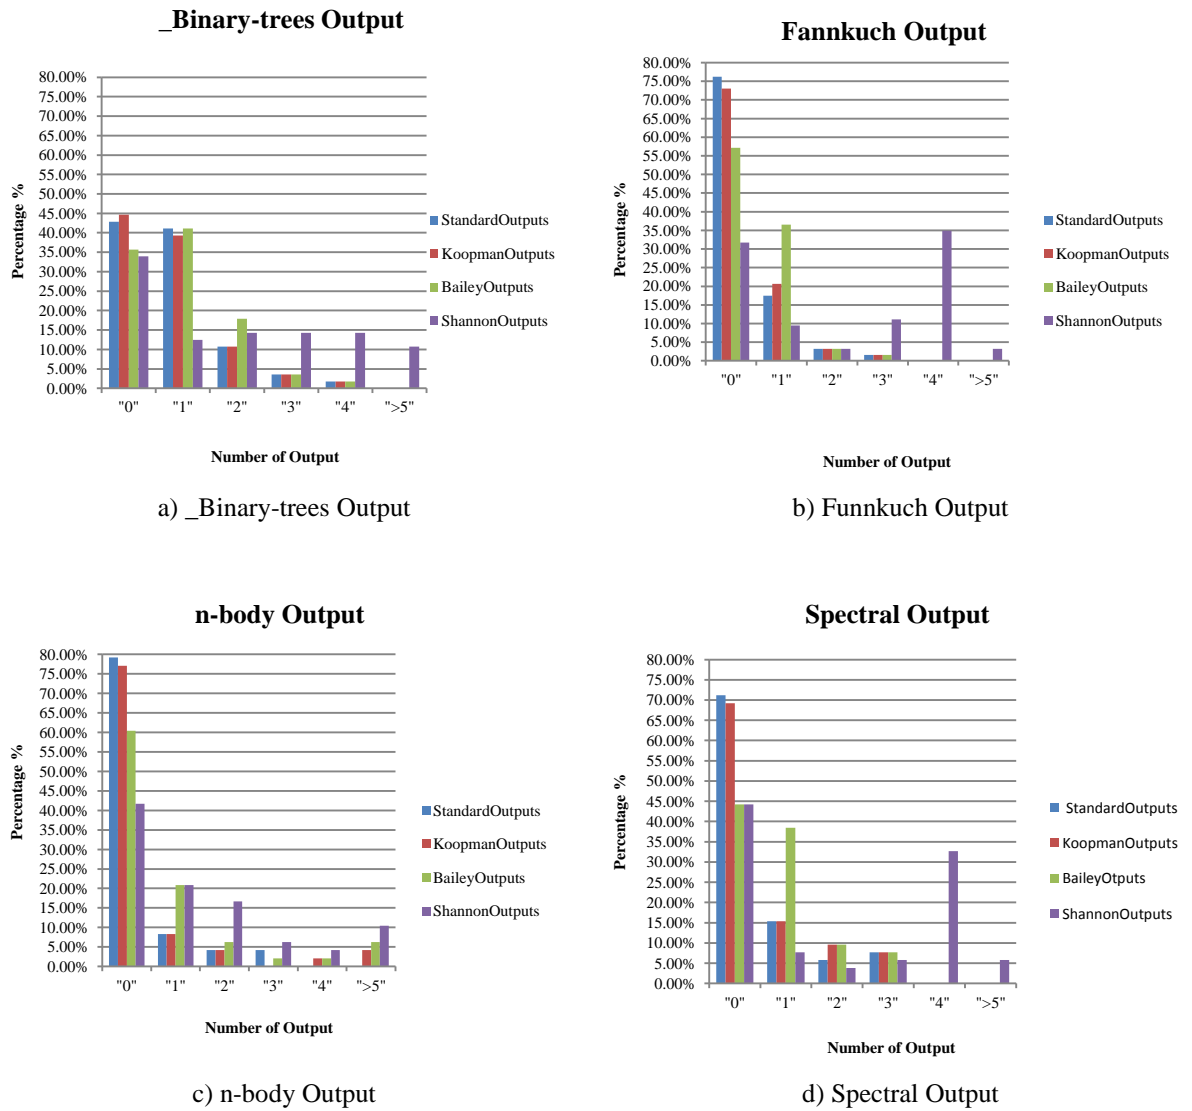 _Binary-trees Output
80.00%
75.00%
70.00%
65.00%
60.00%
55.00%
50.00%
45.00%
40.00%
35.00%
30.00%
25.00%
20.00%
15.00%
10.00%
5.00%
0.00%
Percentage %
"0" "1" "2" "3" "4" ">5"
Number of Output
StandardOutputs
KoopmanOutputs
BaileyOutputs
ShannonOutputs
a) _Binary-trees Output
Fannkuch Output
80.00%
75.00%
70.00%
65.00%
60.00%
55.00%
50.00%
45.00%
40.00%
35.00%
30.00%
25.00%
20.00%
15.00%
10.00%
5.00%
0.00%
Percentage %
"0" "1" "2" "3" "4" ">5"
Number of Output
StandardOutputs
KoopmanOutputs
BaileyOutputs
ShannonOutputs
b) Funnkuch Output
n-body Output
80.00%
75.00%
70.00%
65.00%
60.00%
55.00%
50.00%
45.00%
40.00%
35.00%
30.00%
25.00%
20.00%
15.00%
10.00%
5.00%
0.00%
Percentage %
"0" "1" "2" "3" "4" ">5"
Number of Output
StandardOutputs
KoopmanOutputs
BaileyOutputs
ShannonOutputs
c) n-body Output
Spectral Output
80.00%
75.00%
70.00%
65.00%
60.00%
55.00%
50.00%
45.00%
40.00%
35.00%
30.00%
25.00%
20.00%
15.00%
10.00%
5.00%
0.00%
Percentage %
"0" "1" "2" "3" "4" ">5"
Number of Output
StandardOutputs
KoopmanOutputs
BaileyOtputs
ShannonOutputs
d) Spectral Output